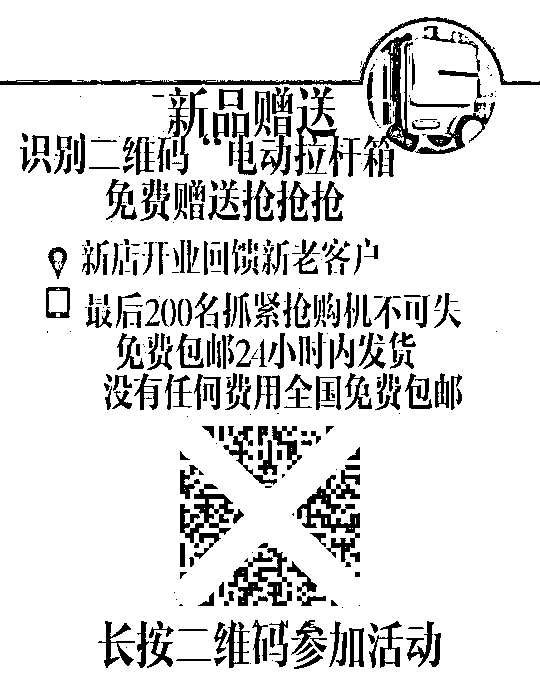 新品赠送
识别二维码“电动拉杆箱
免费赠送抢抢抢
新店开业回馈新老客户
最后200名抓紧抢购机不可失
免费包邮24小时内发货
没有任何费用全国免费包邮
长按二维码参加活动